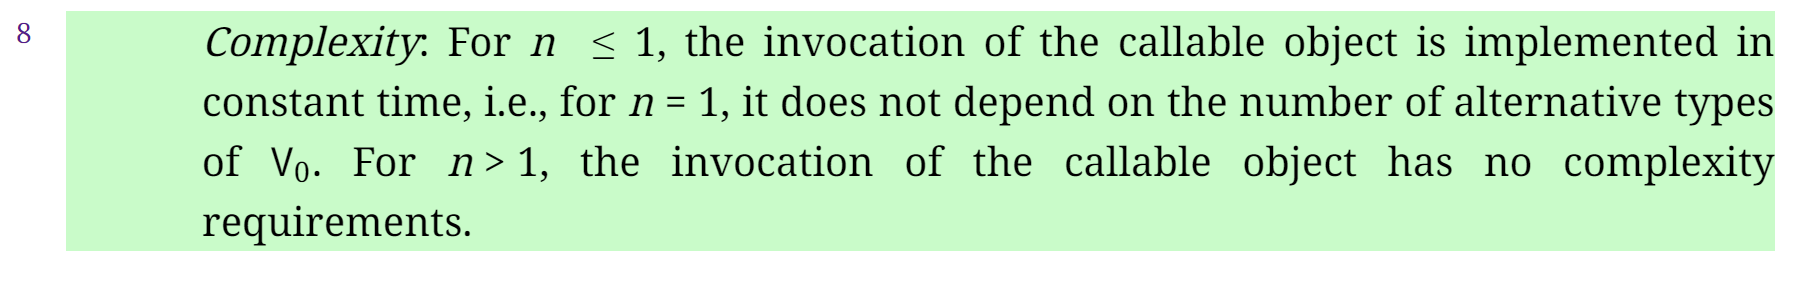 8 Complexity: For n ≤ 1, the invocation of the callable object is implemented in
constant time, i.e., for n = 1, it does not depend on the number of alternative types
of V₀. For n > 1, the invocation of the callable object has no complexity
requirements.